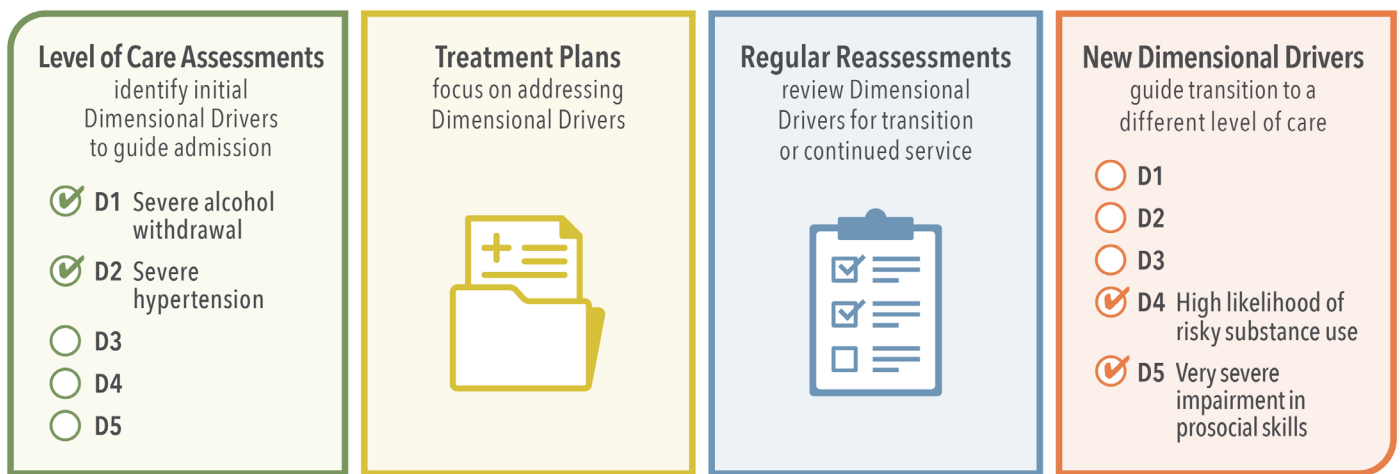 Level of Care Assessments
identify initial
Dimensional Drivers
to guide admission
D1 Severe alcohol
withdrawal
D2 Severe
hypertension
D3
D4
D5
Treatment Plans
focus on addressing
Dimensional Drivers
Regular Reassessments
review Dimensional
Drivers for transition
or continued service
New Dimensional Drivers
guide transition to a
different level of care
D1
D2
D3
D4 High likelihood of
risky substance use
D5 Very severe
impairment in
prosocial skills